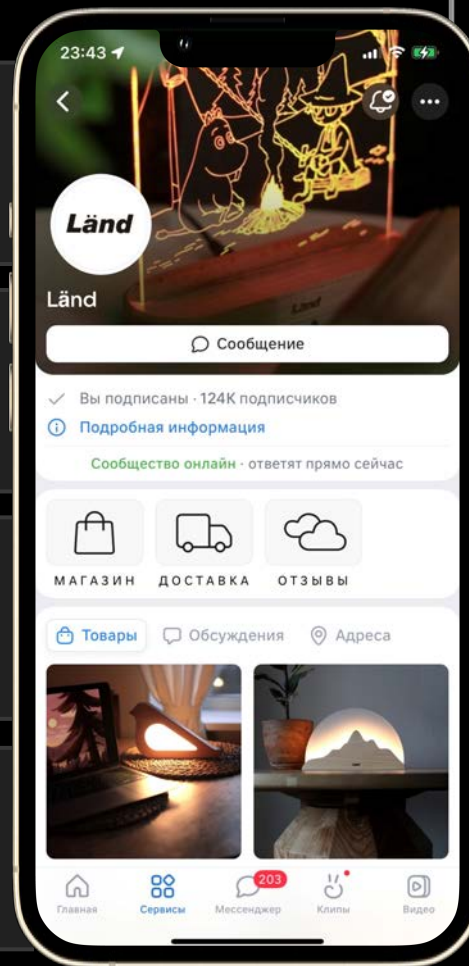 23:43
Länd
Länd
Länd
Сообщение
Вы подписаны · 124K подписчиков
Подробная информация
Сообщество онлайн · ответят прямо сейчас
МАГАЗИН ДОСТАВКА ОТЗЫВЫ
Товары Обсуждения Адреса
203
Главная Сервисы Мессенджер Клипы Видео